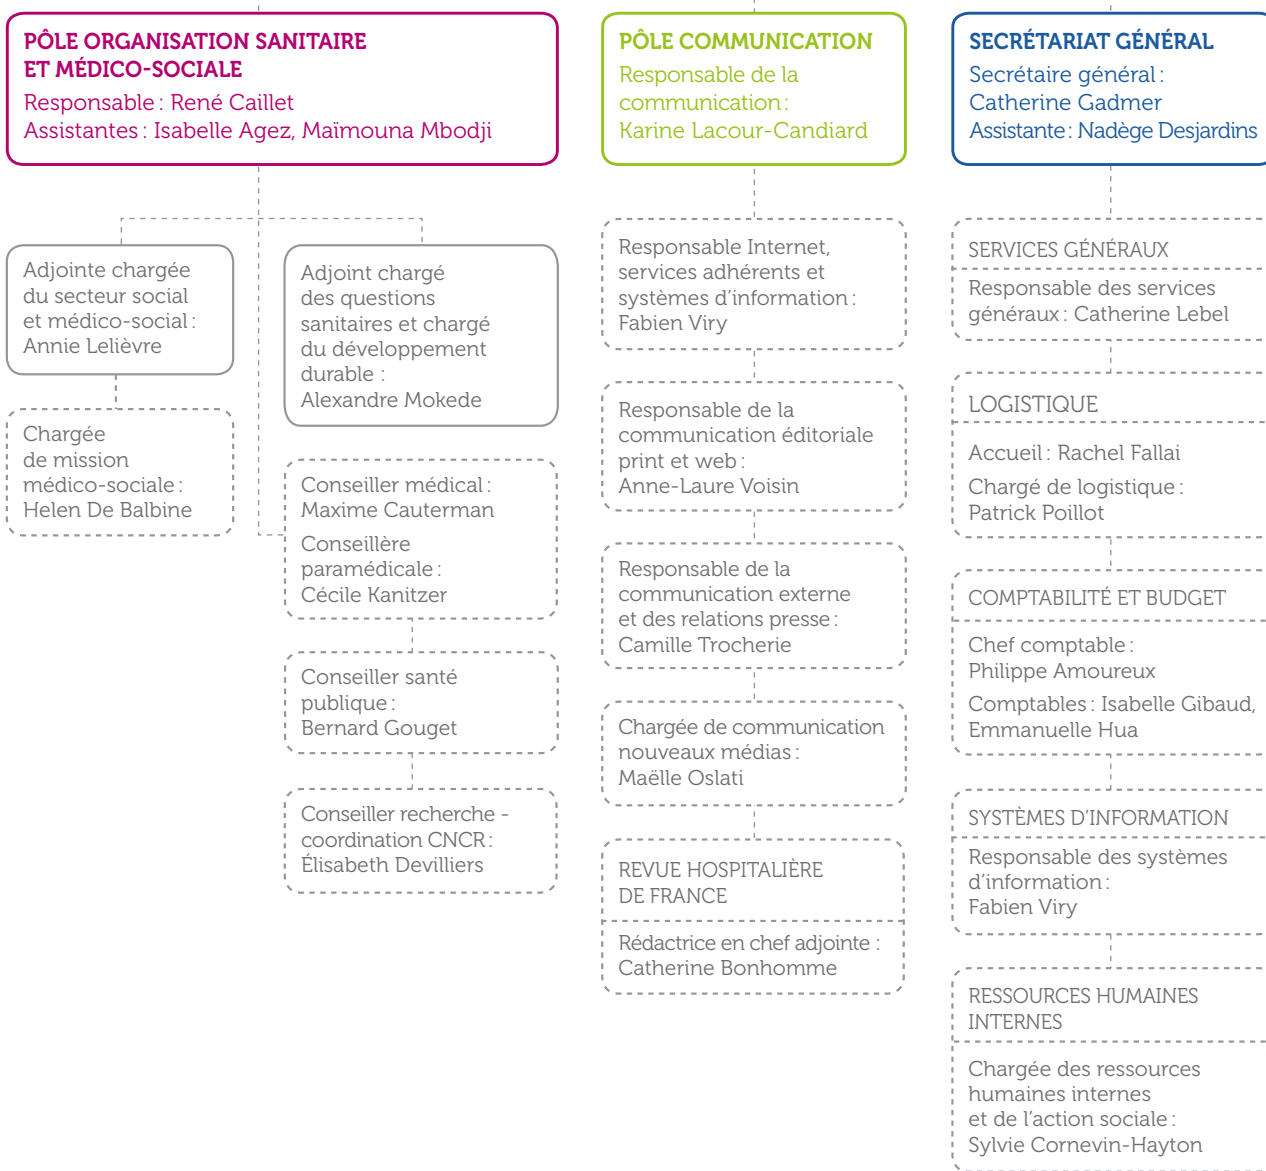 PÔLE ORGANISATION SANITAIRE
ET MÉDICO-SOCIALE
Responsable : René Caillet
Assistantes : Isabelle Agez, Maïmouna Mbodji
Adjointe chargée
du secteur social
et médico-social :
Annie Lelièvre
Chargée
de mission
médico-sociale :
Helen De Balbine
Adjoint chargé
des questions
sanitaires et chargé
du développement
durable :
Alexandre Mokede
Conseiller médical :
Maxime Cauterman
Conseillère
paramédicale :
Cécile Kanitzer
Conseiller santé
publique :
Bernard Gouget
Conseiller recherche -
coordination CNCR :
Élisabeth Devilliers
PÔLE COMMUNICATION
Responsable de la
communication :
Karine Lacour-Candiard
Responsable Internet,
services adhérents et
systèmes d'information :
Fabien Viry
Responsable de la
communication éditoriale
print et web :
Anne-Laure Voisin
Responsable de la
communication externe
et des relations presse :
Camille Trocherie
Chargée de communication
nouveaux médias :
Maëlle Oslati
REVUE HOSPITALIÈRE
DE FRANCE
Rédactrice en chef adjointe :
Catherine Bonhomme
SECRÉTARIAT GÉNÉRAL
Secrétaire général :
Catherine Gadmer
Assistante : Nadège Desjardins
SERVICES GÉNÉRAUX
Responsable des services
généraux : Catherine Lebel
LOGISTIQUE
Accueil : Rachel Fallai
Chargé de logistique :
Patrick Poillot
COMPTABILITÉ ET BUDGET
Chef comptable :
Philippe Amoureux
Comptables : Isabelle Gibaud,
Emmanuelle Hua
SYSTÈMES D'INFORMATION
Responsable des systèmes
d'information :
Fabien Viry
RESSOURCES HUMAINES
INTERNES
Chargée des ressources
humaines internes
et de l'action sociale :
Sylvie Cornevin-Hayton